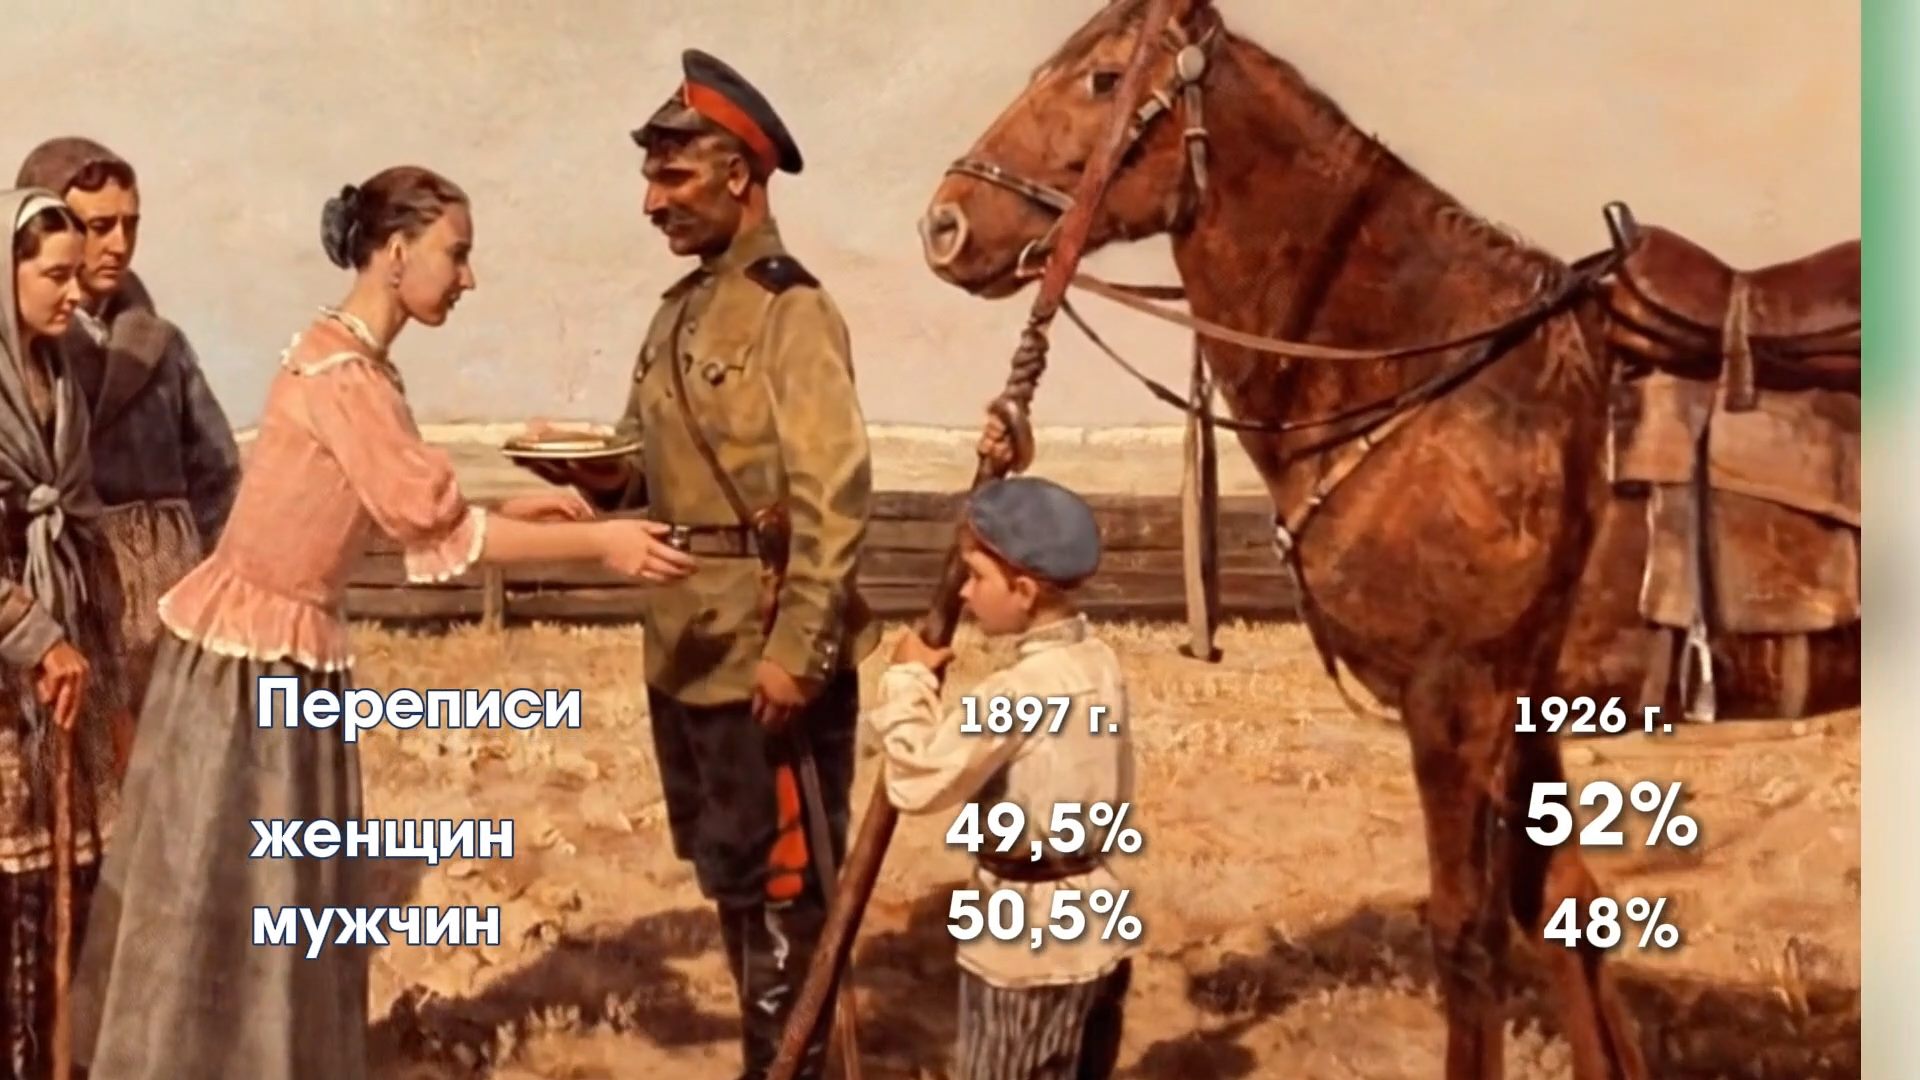 Переписи 1897 г. 1926 г.
женщин 49,5% 52%
мужчин 50,5% 48%